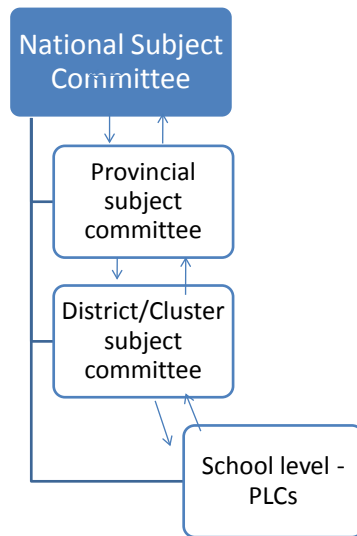 National Subject
Committee
Provincial
subject
committee
District/Cluster
subject
committee
School level -
PLCs